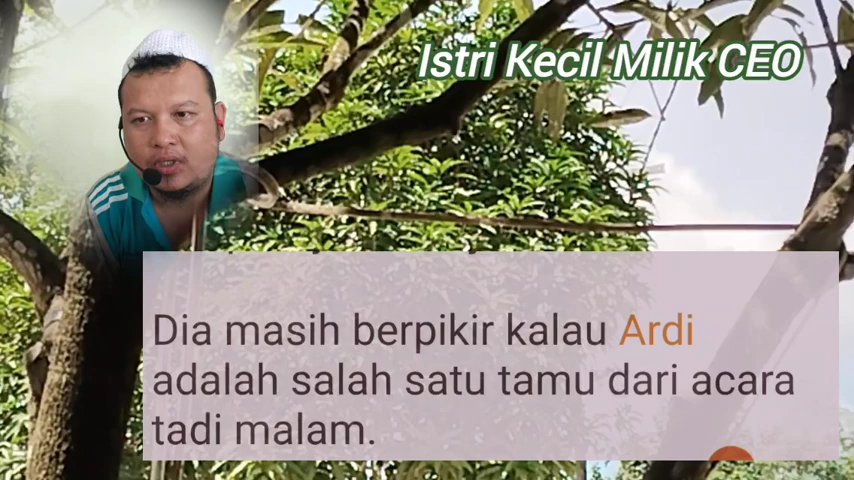 Istri Kecil Milik CEO
Dia masih berpikir kalau Ardi
adalah salah satu tamu dari acara
tadi malam.